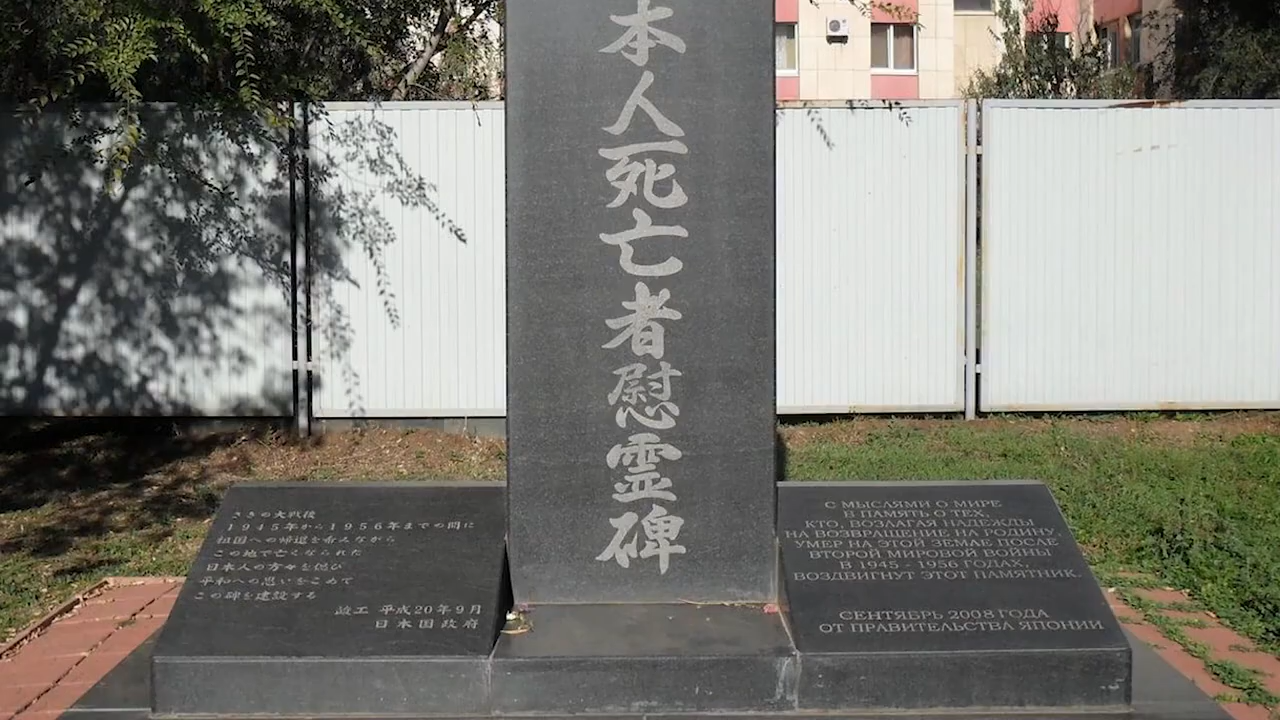 本人死亡者慰霊碑
さきの大戦後
1945年から1956年までの間に
祖国への帰還を希みながら
この地で亡くなられた
日本人の方々を偲び
平和への思いをこめて
この碑を建設する
竣工 平成20年9月
日本国政府
С МЫСЛЯМИ О МИРЕ
В ПАМЯТЬ О ТЕХ,
КТО, ВОЗЛАГАЯ НАДЕЖДЫ
НА ВОЗВРАЩЕНИЕ НА РОДИНУ,
УМЕР НА ЭТОЙ ЗЕМЛЕ ПОСЛЕ
ВТОРОЙ МИРОВОЙ ВОЙНЫ
В 1945 - 1956 ГОДАХ,
ВОЗДВИГНУТ ЭТОТ ПАМЯТНИК.
СЕНТЯБРЬ 2008 ГОДА
ОТ ПРАВИТЕЛЬСТВА ЯПОНИИ